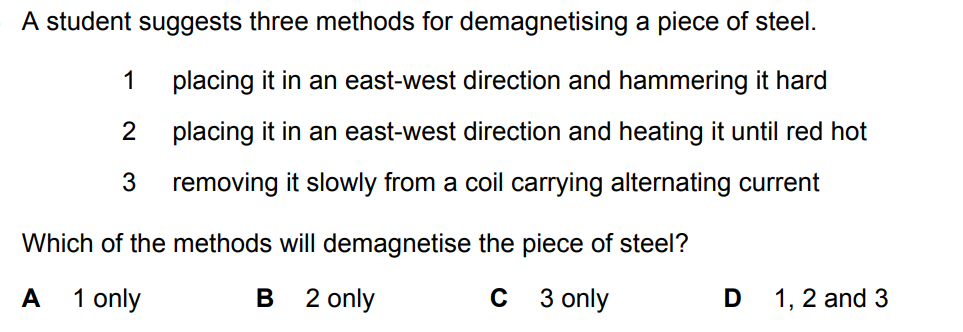 A student suggests three methods for demagnetising a piece of steel.
1 placing it in an east-west direction and hammering it hard
2 placing it in an east-west direction and heating it until red hot
3 removing it slowly from a coil carrying alternating current
Which of the methods will demagnetise the piece of steel?
A 1 only B 2 only C 3 only D 1, 2 and 3